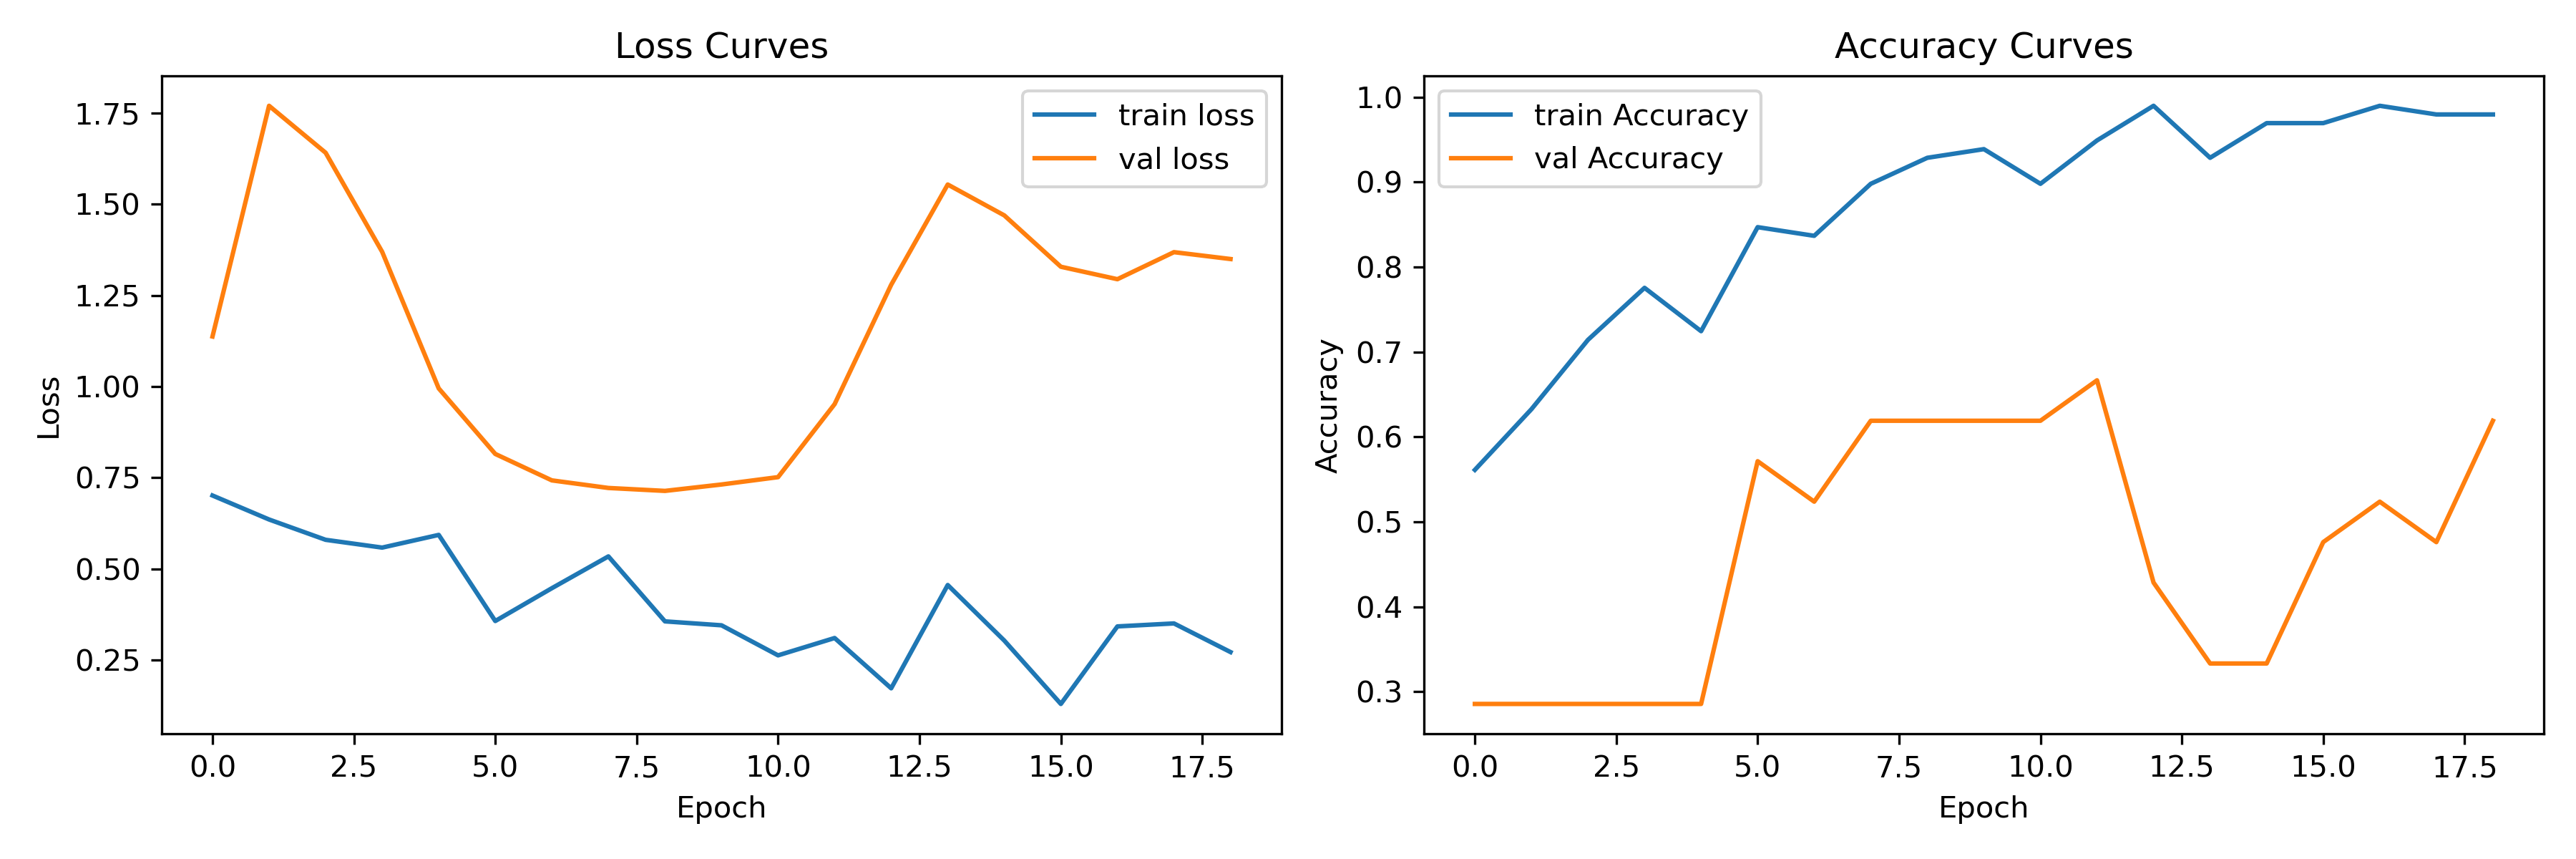 Loss Curves
train loss
val loss
1.75
1.50
1.25
1.00
0.75
0.50
0.25
Loss
0.0 2.5 5.0 7.5 10.0 12.5 15.0 17.5
Epoch
Accuracy Curves
train Accuracy
val Accuracy
1.0
0.9
0.8
0.7
0.6
0.5
0.4
0.3
Accuracy
0.0 2.5 5.0 7.5 10.0 12.5 15.0 17.5
Epoch